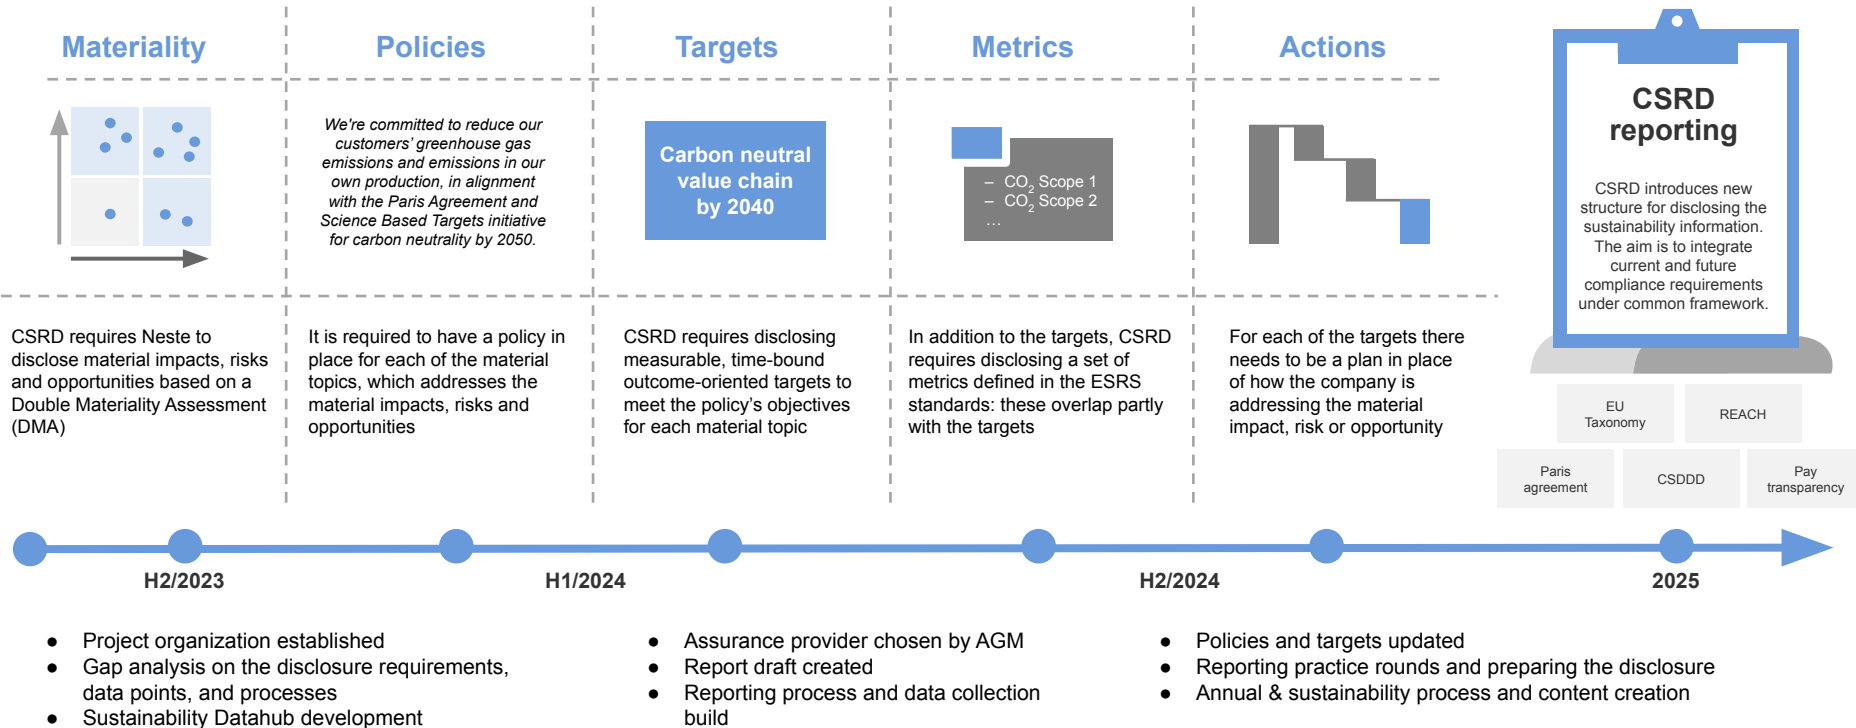 Materiality
Policies
Targets
Metrics
Actions
We're committed to reduce our
customers’ greenhouse gas
emissions and emissions in our
own production, in alignment
with the Paris Agreement and
Science Based Targets initiative
for carbon neutrality by 2050.
Carbon neutral
value chain
by 2040
– CO2 Scope 1
– CO2 Scope 2
...
CSRD requires Neste to
disclose material impacts, risks
and opportunities based on a
Double Materiality Assessment
(DMA)
It is required to have a policy in
place for each of the material
topics, which addresses the
material impacts, risks and
opportunities
CSRD requires disclosing
measurable, time-bound
outcome-oriented targets to
meet the policy’s objectives
for each material topic
In addition to the targets, CSRD
requires disclosing a set of
metrics defined in the ESRS
standards: these overlap partly
with the targets
For each of the targets there
needs to be a plan in place
of how the company is
addressing the material
impact, risk or opportunity
CSRD
reporting
CSRD introduces new
structure for disclosing the
sustainability information.
The aim is to integrate
current and future
compliance requirements
under common framework.
EU
Taxonomy
REACH
Paris
agreement
CSDDD
Pay
transparency
H2/2023
H1/2024
H2/2024
2025
● Project organization established
● Gap analysis on the disclosure requirements,
data points, and processes
● Sustainability Datahub development
● Assurance provider chosen by AGM
● Report draft created
● Reporting process and data collection
build
● Policies and targets updated
● Reporting practice rounds and preparing the disclosure
● Annual & sustainability process and content creation